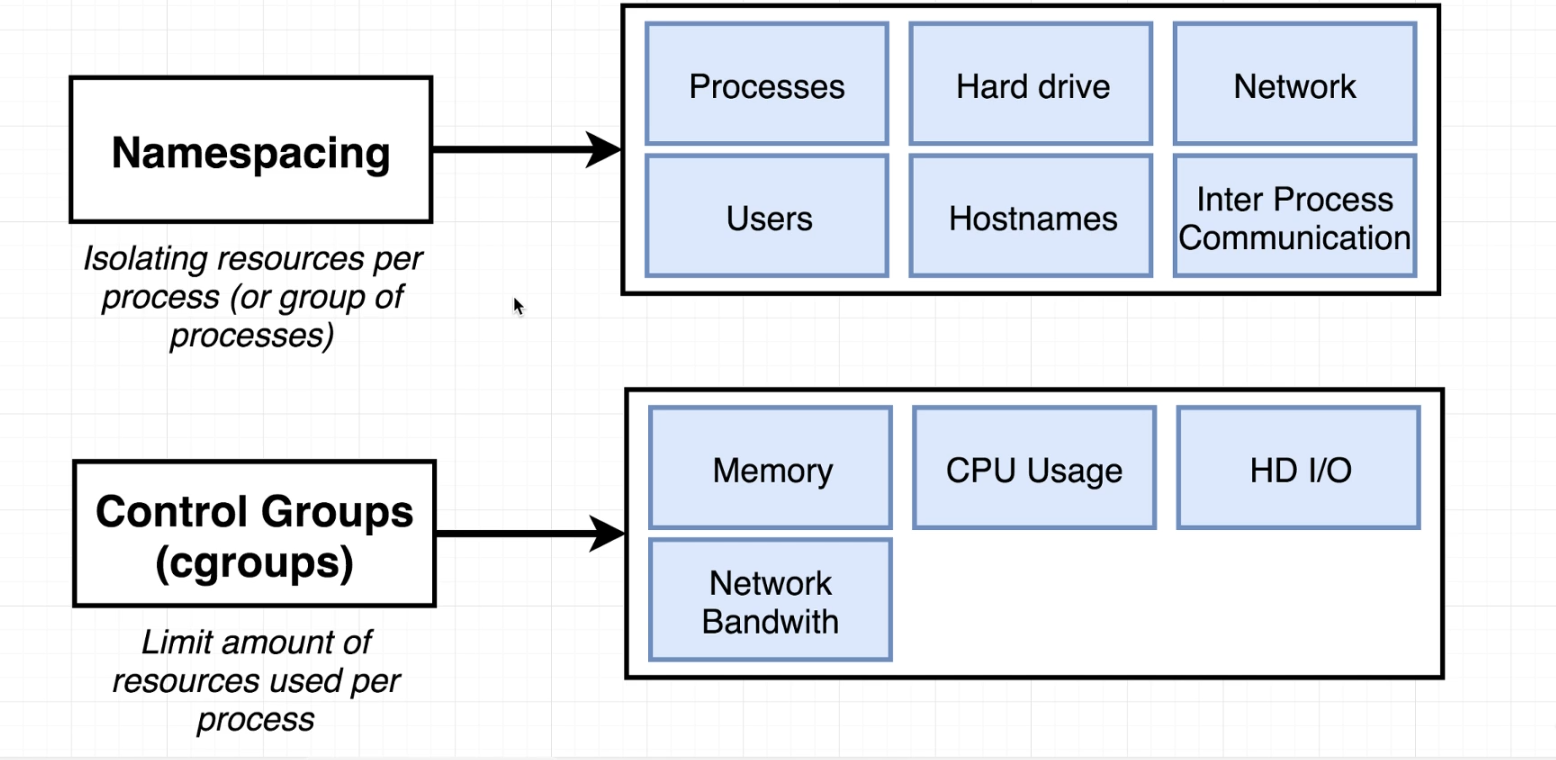 Processes
Hard drive
Network
Namespacing
Users
Hostnames
Inter Process
Communication
Isolating resources per
process (or group of
processes)
Memory
CPU Usage
HD I/O
Control Groups
(cgroups)
Network
Bandwith
Limit amount of
resources used per
process